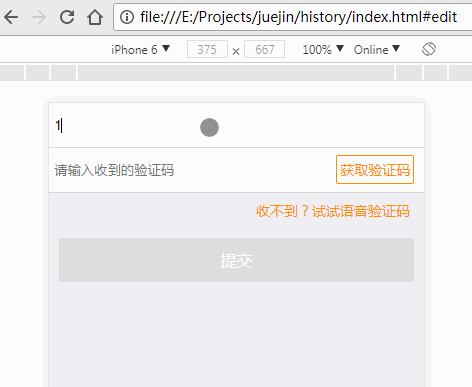 file:///E:/Projects/juejin/history/index.html#edit
iPhone 6 ▼ 375 × 667 100% ▼ Online ▼
1
请输入收到的验证码 获取验证码
收不到？试试语音验证码
提交